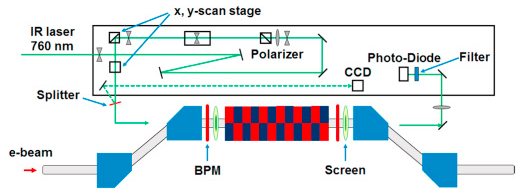 x, y-scan stage
IR laser
760 nm
Polarizer
Photo-Diode
Filter
CCD
Splitter
e-beam
BPM
Screen